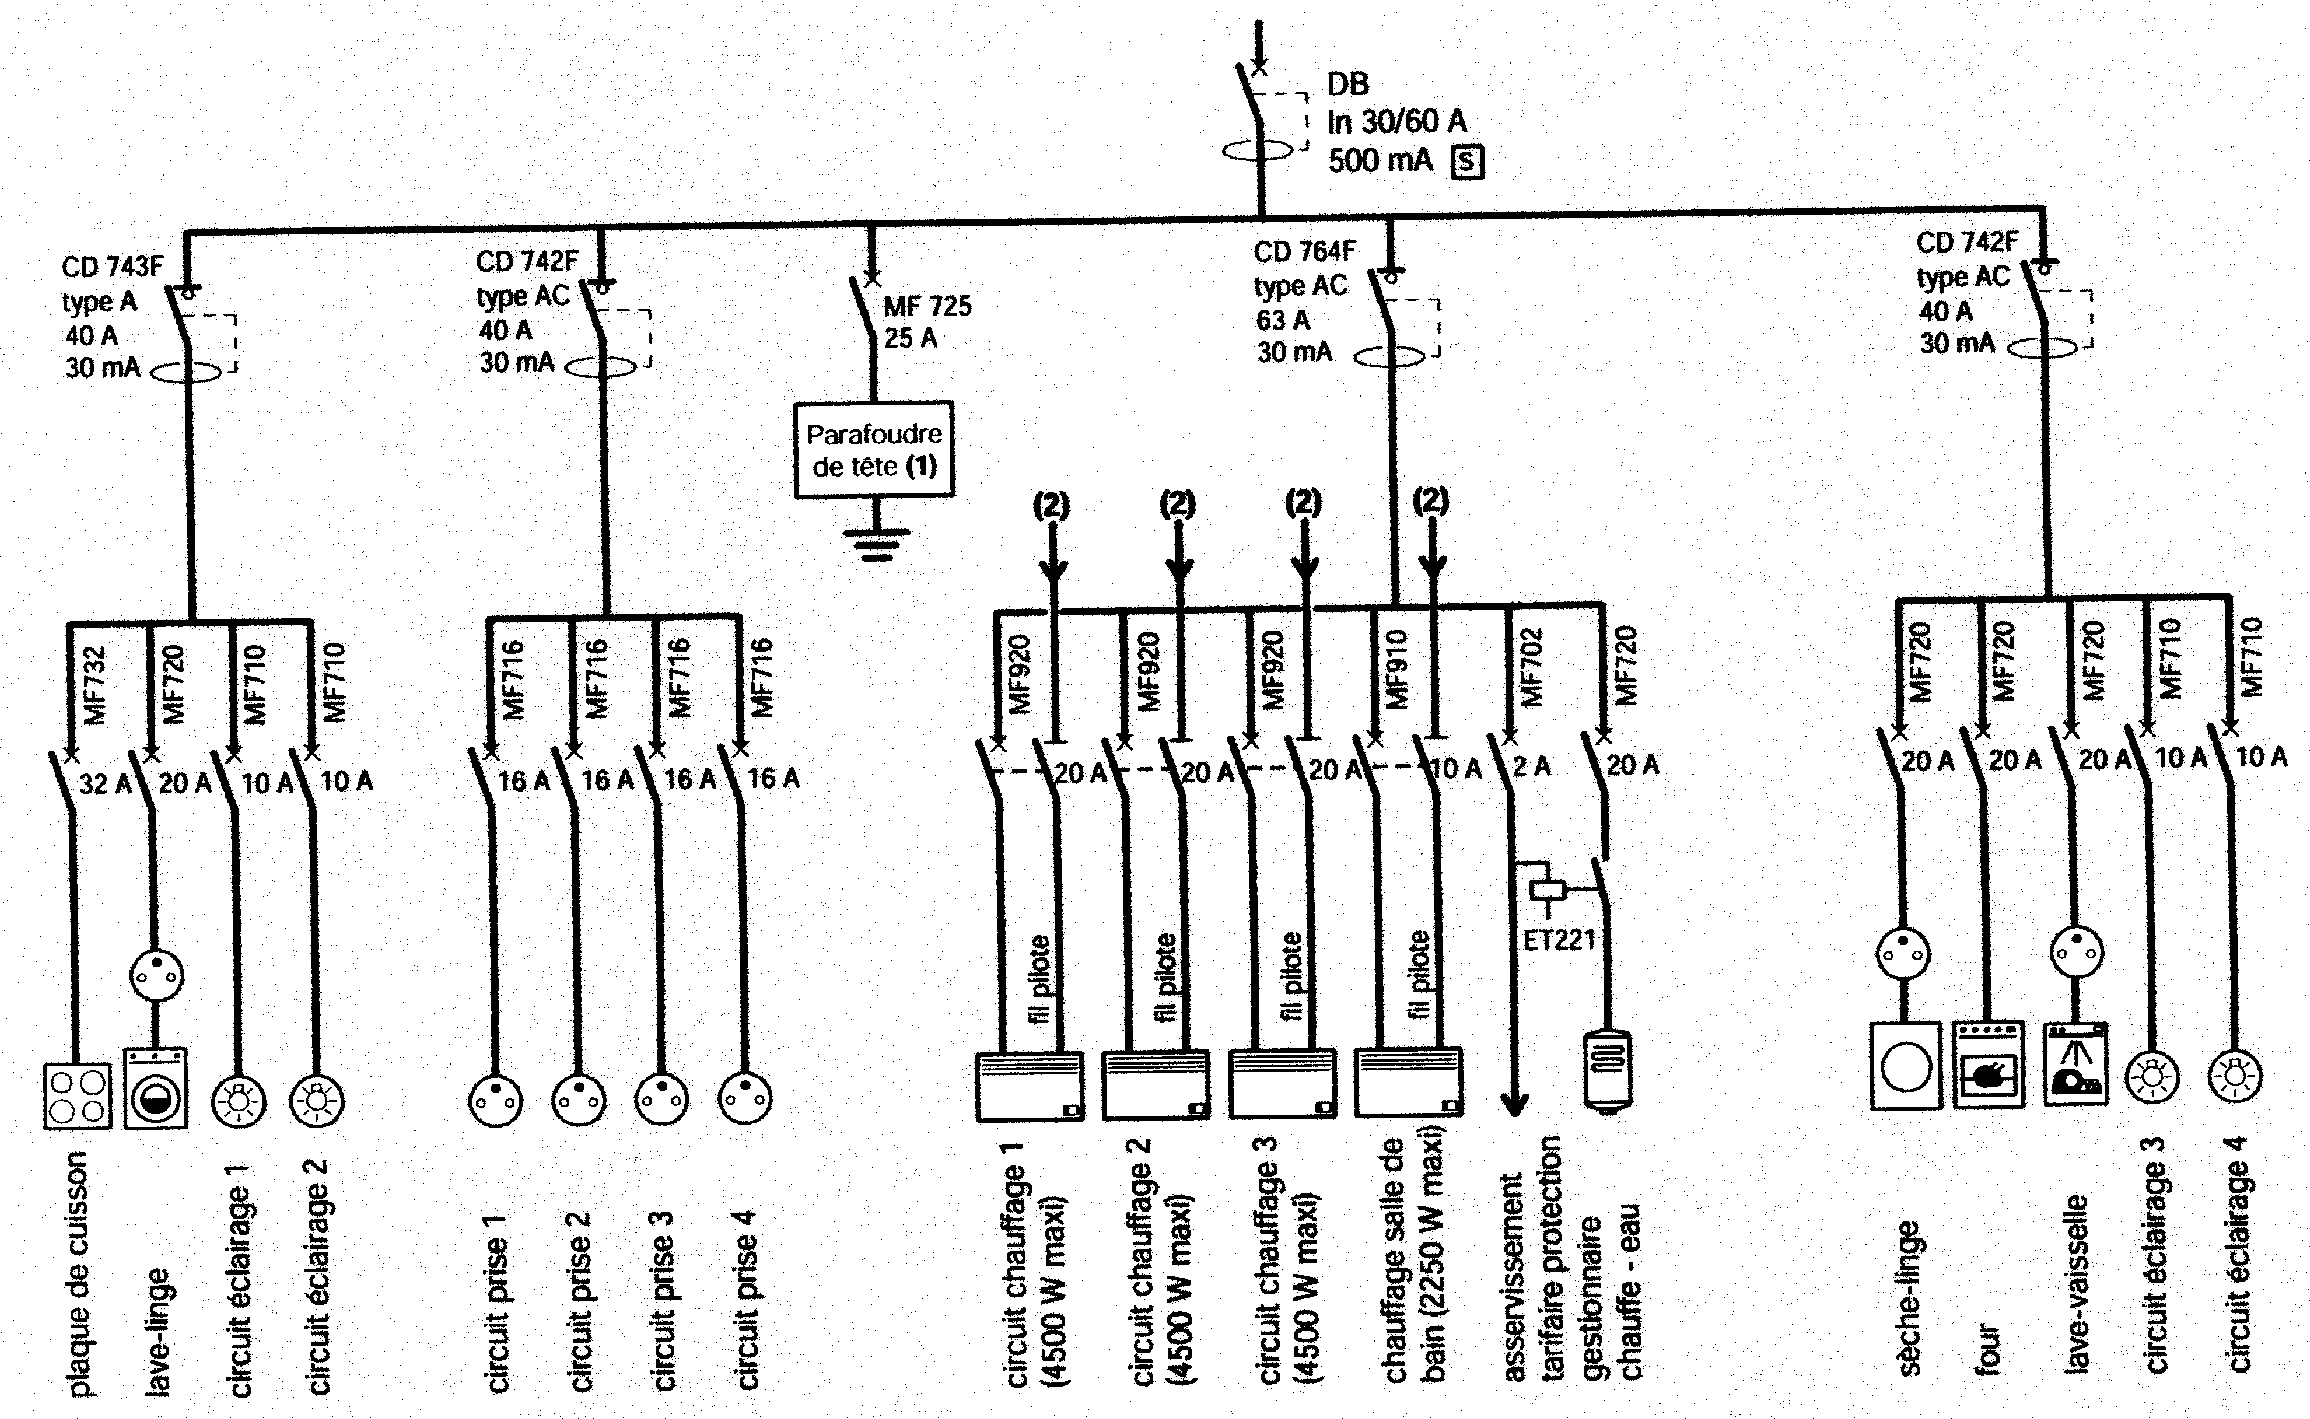 DB
In 30/60 A
500 mA S
CD 743F
type A
40 A
30 mA
CD 742F
type AC
40 A
30 mA
MF 725
25 A
Parafoudre
de tête (1)
CD 764F
type AC
63 A
30 mA
CD 742F
type AC
40 A
30 mA
(2)
(2)
(2)
(2)
MF732
MF720
MF710
MF710
32 A
20 A
10 A
10 A
MF716
MF716
MF716
MF716
16 A
16 A
16 A
16 A
MF920
MF920
MF920
MF910
MF702
MF720
20 A
20 A
20 A
10 A
2 A
20 A
MF720
MF720
MF720
MF710
MF710
20 A
20 A
20 A
10 A
10 A
fil pilote
fil pilote
fil pilote
fil pilote
ET221
plaque de cuisson
lave-linge
circuit éclairage 1
circuit éclairage 2
circuit prise 1
circuit prise 2
circuit prise 3
circuit prise 4
circuit chauffage 1
(4500 W maxi)
circuit chauffage 2
(4500 W maxi)
circuit chauffage 3
(4500 W maxi)
chauffage salle de
bain (2250 W maxi)
asservissement
tarifaire protection
gestionnaire
chauffe - eau
sèche-linge
four
lave-vaisselle
circuit éclairage 3
circuit éclairage 4